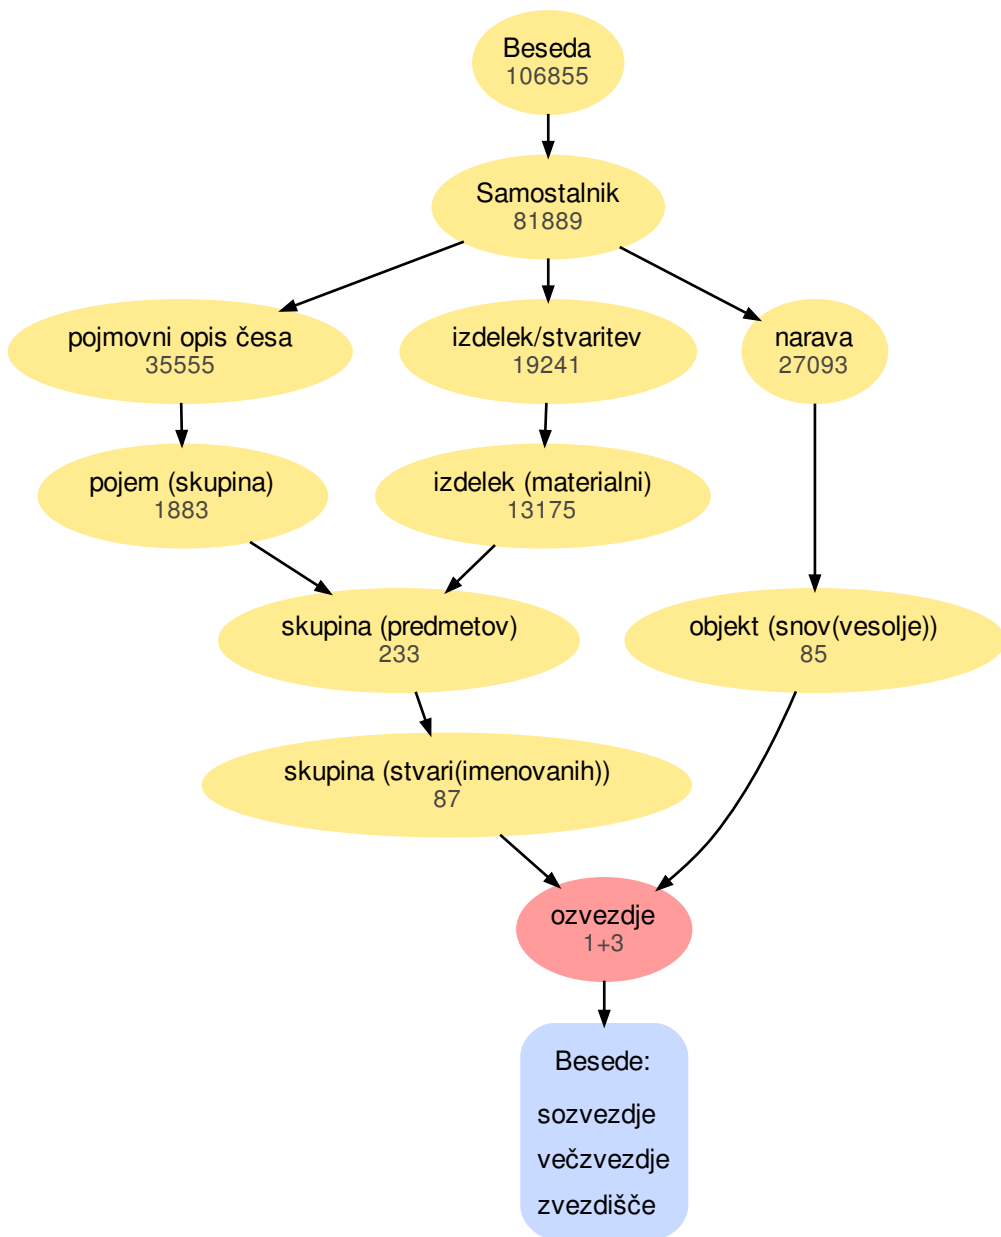 Beseda
106855
Samostalnik
81889
pojmovni opis česa
35555
izdelek/stvaritev
19241
narava
27093
pojem (skupina)
1883
izdelek (materialni)
13175
skupina (predmetov)
233
objekt (snov(vesolje))
85
skupina (stvari(imenovanih))
87
ozvezdje
1+3
Besede:
sozvezdje
večzvezdje
zvezdišče